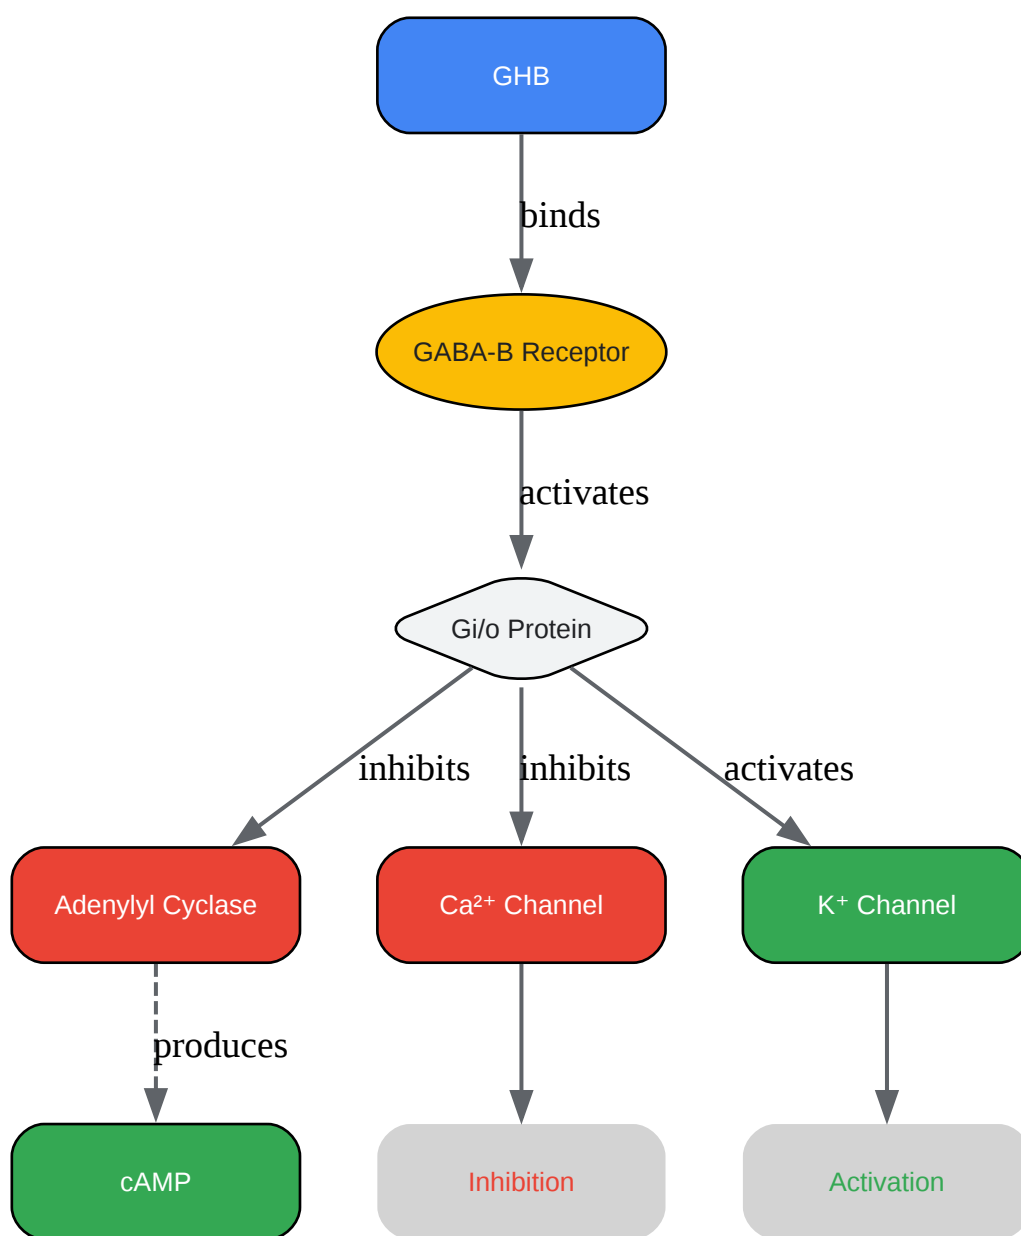 GHB
binds
GABA-B Receptor
activates
Gi/o Protein
inhibits
inhibits
activates
Adenylyl Cyclase
Ca²⁺ Channel
K⁺ Channel
produces
cAMP
Inhibition
Activation